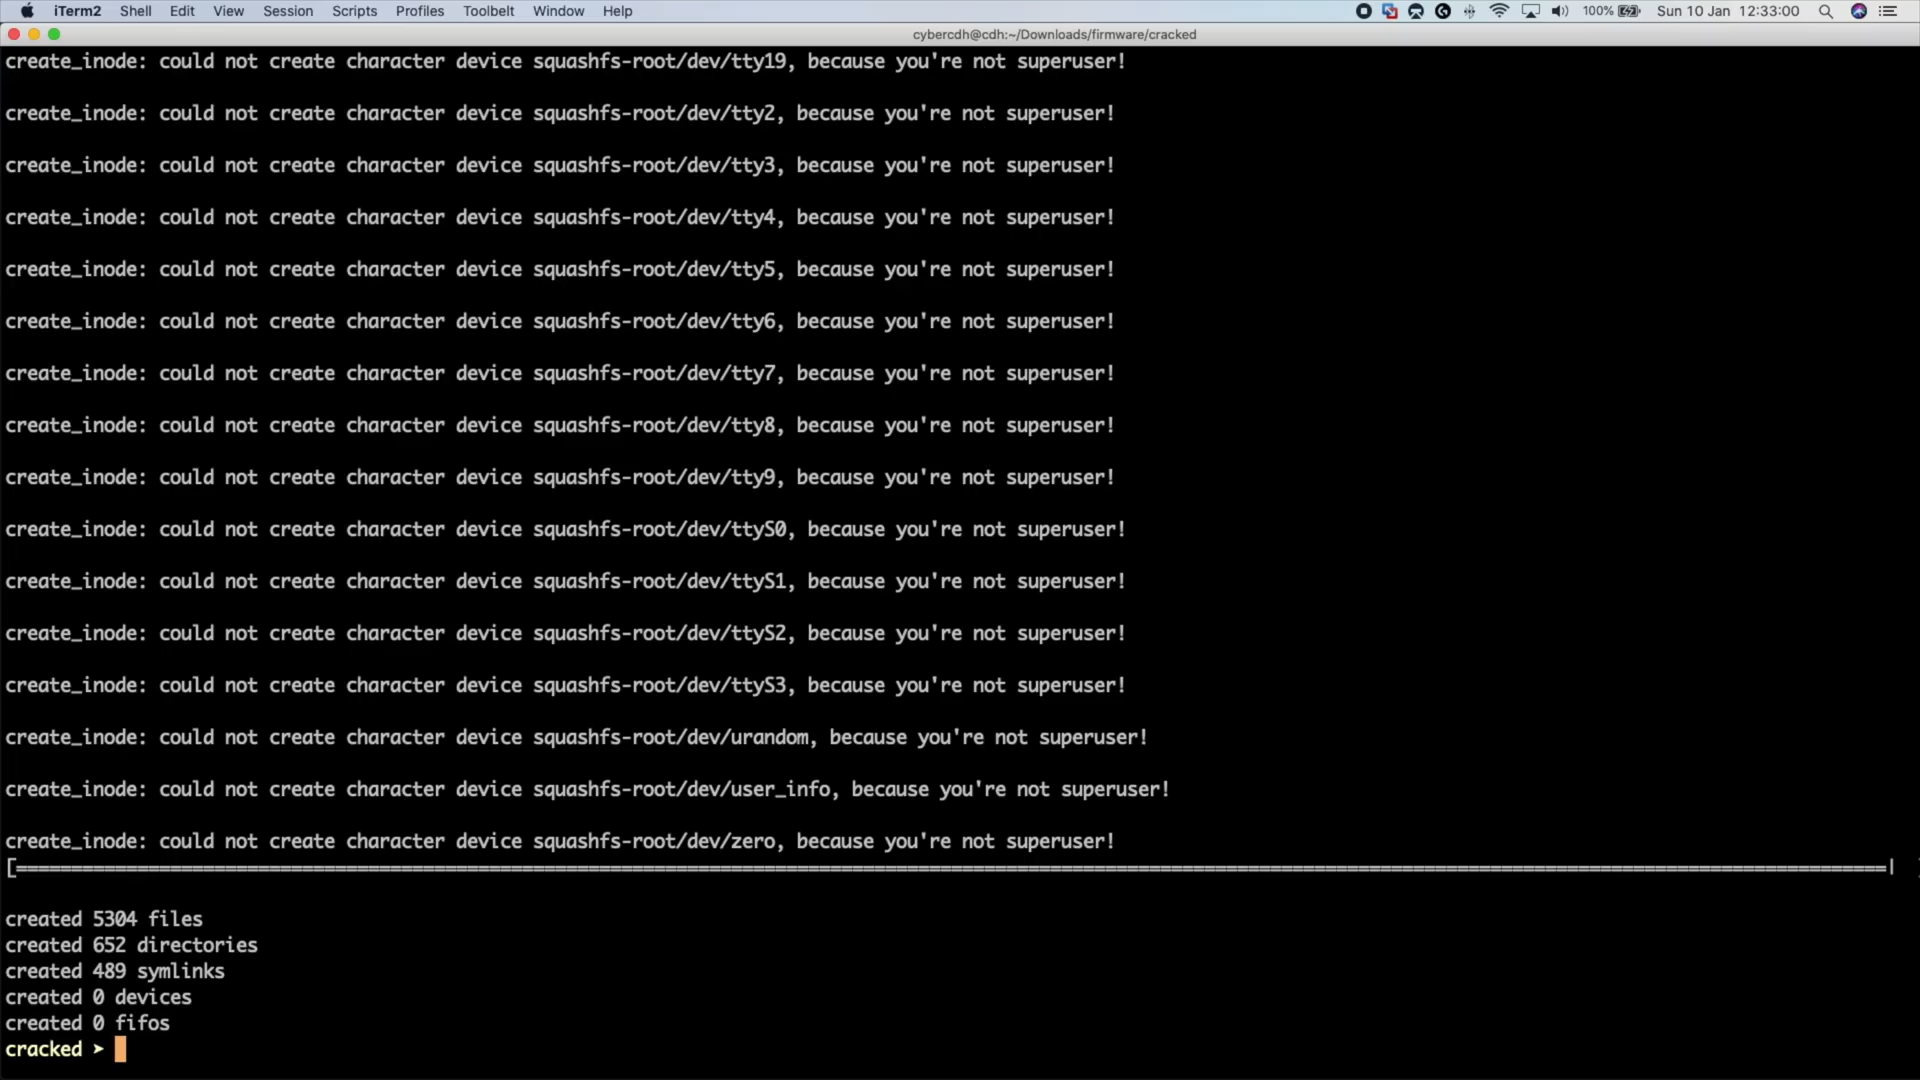 iTerm2 Shell Edit View Session Scripts Profiles Toolbelt Window Help 100% Sun 10 Jan 12:33:00
cybercdh@cdh:~/Downloads/firmware/cracked
create_inode: could not create character device squashfs-root/dev/tty19, because you're not superuser!
create_inode: could not create character device squashfs-root/dev/tty2, because you're not superuser!
create_inode: could not create character device squashfs-root/dev/tty3, because you're not superuser!
create_inode: could not create character device squashfs-root/dev/tty4, because you're not superuser!
create_inode: could not create character device squashfs-root/dev/tty5, because you're not superuser!
create_inode: could not create character device squashfs-root/dev/tty6, because you're not superuser!
create_inode: could not create character device squashfs-root/dev/tty7, because you're not superuser!
create_inode: could not create character device squashfs-root/dev/tty8, because you're not superuser!
create_inode: could not create character device squashfs-root/dev/tty9, because you're not superuser!
create_inode: could not create character device squashfs-root/dev/ttyS0, because you're not superuser!
create_inode: could not create character device squashfs-root/dev/ttyS1, because you're not superuser!
create_inode: could not create character device squashfs-root/dev/ttyS2, because you're not superuser!
create_inode: could not create character device squashfs-root/dev/ttyS3, because you're not superuser!
create_inode: could not create character device squashfs-root/dev/urandom, because you're not superuser!
create_inode: could not create character device squashfs-root/dev/user_info, because you're not superuser!
create_inode: could not create character device squashfs-root/dev/zero, because you're not superuser!
created 5304 files
created 652 directories
created 489 symlinks
created 0 devices
created 0 fifos
cracked ➤